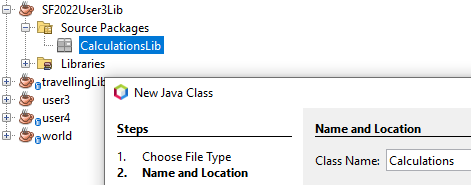 SF2022User3Lib
Source Packages
CalculationsLib
Libraries
travellingLib
user3
user4
world
New Java Class
Steps
1. Choose File Type
2. Name and Location
Name and Location
Class Name: Calculations